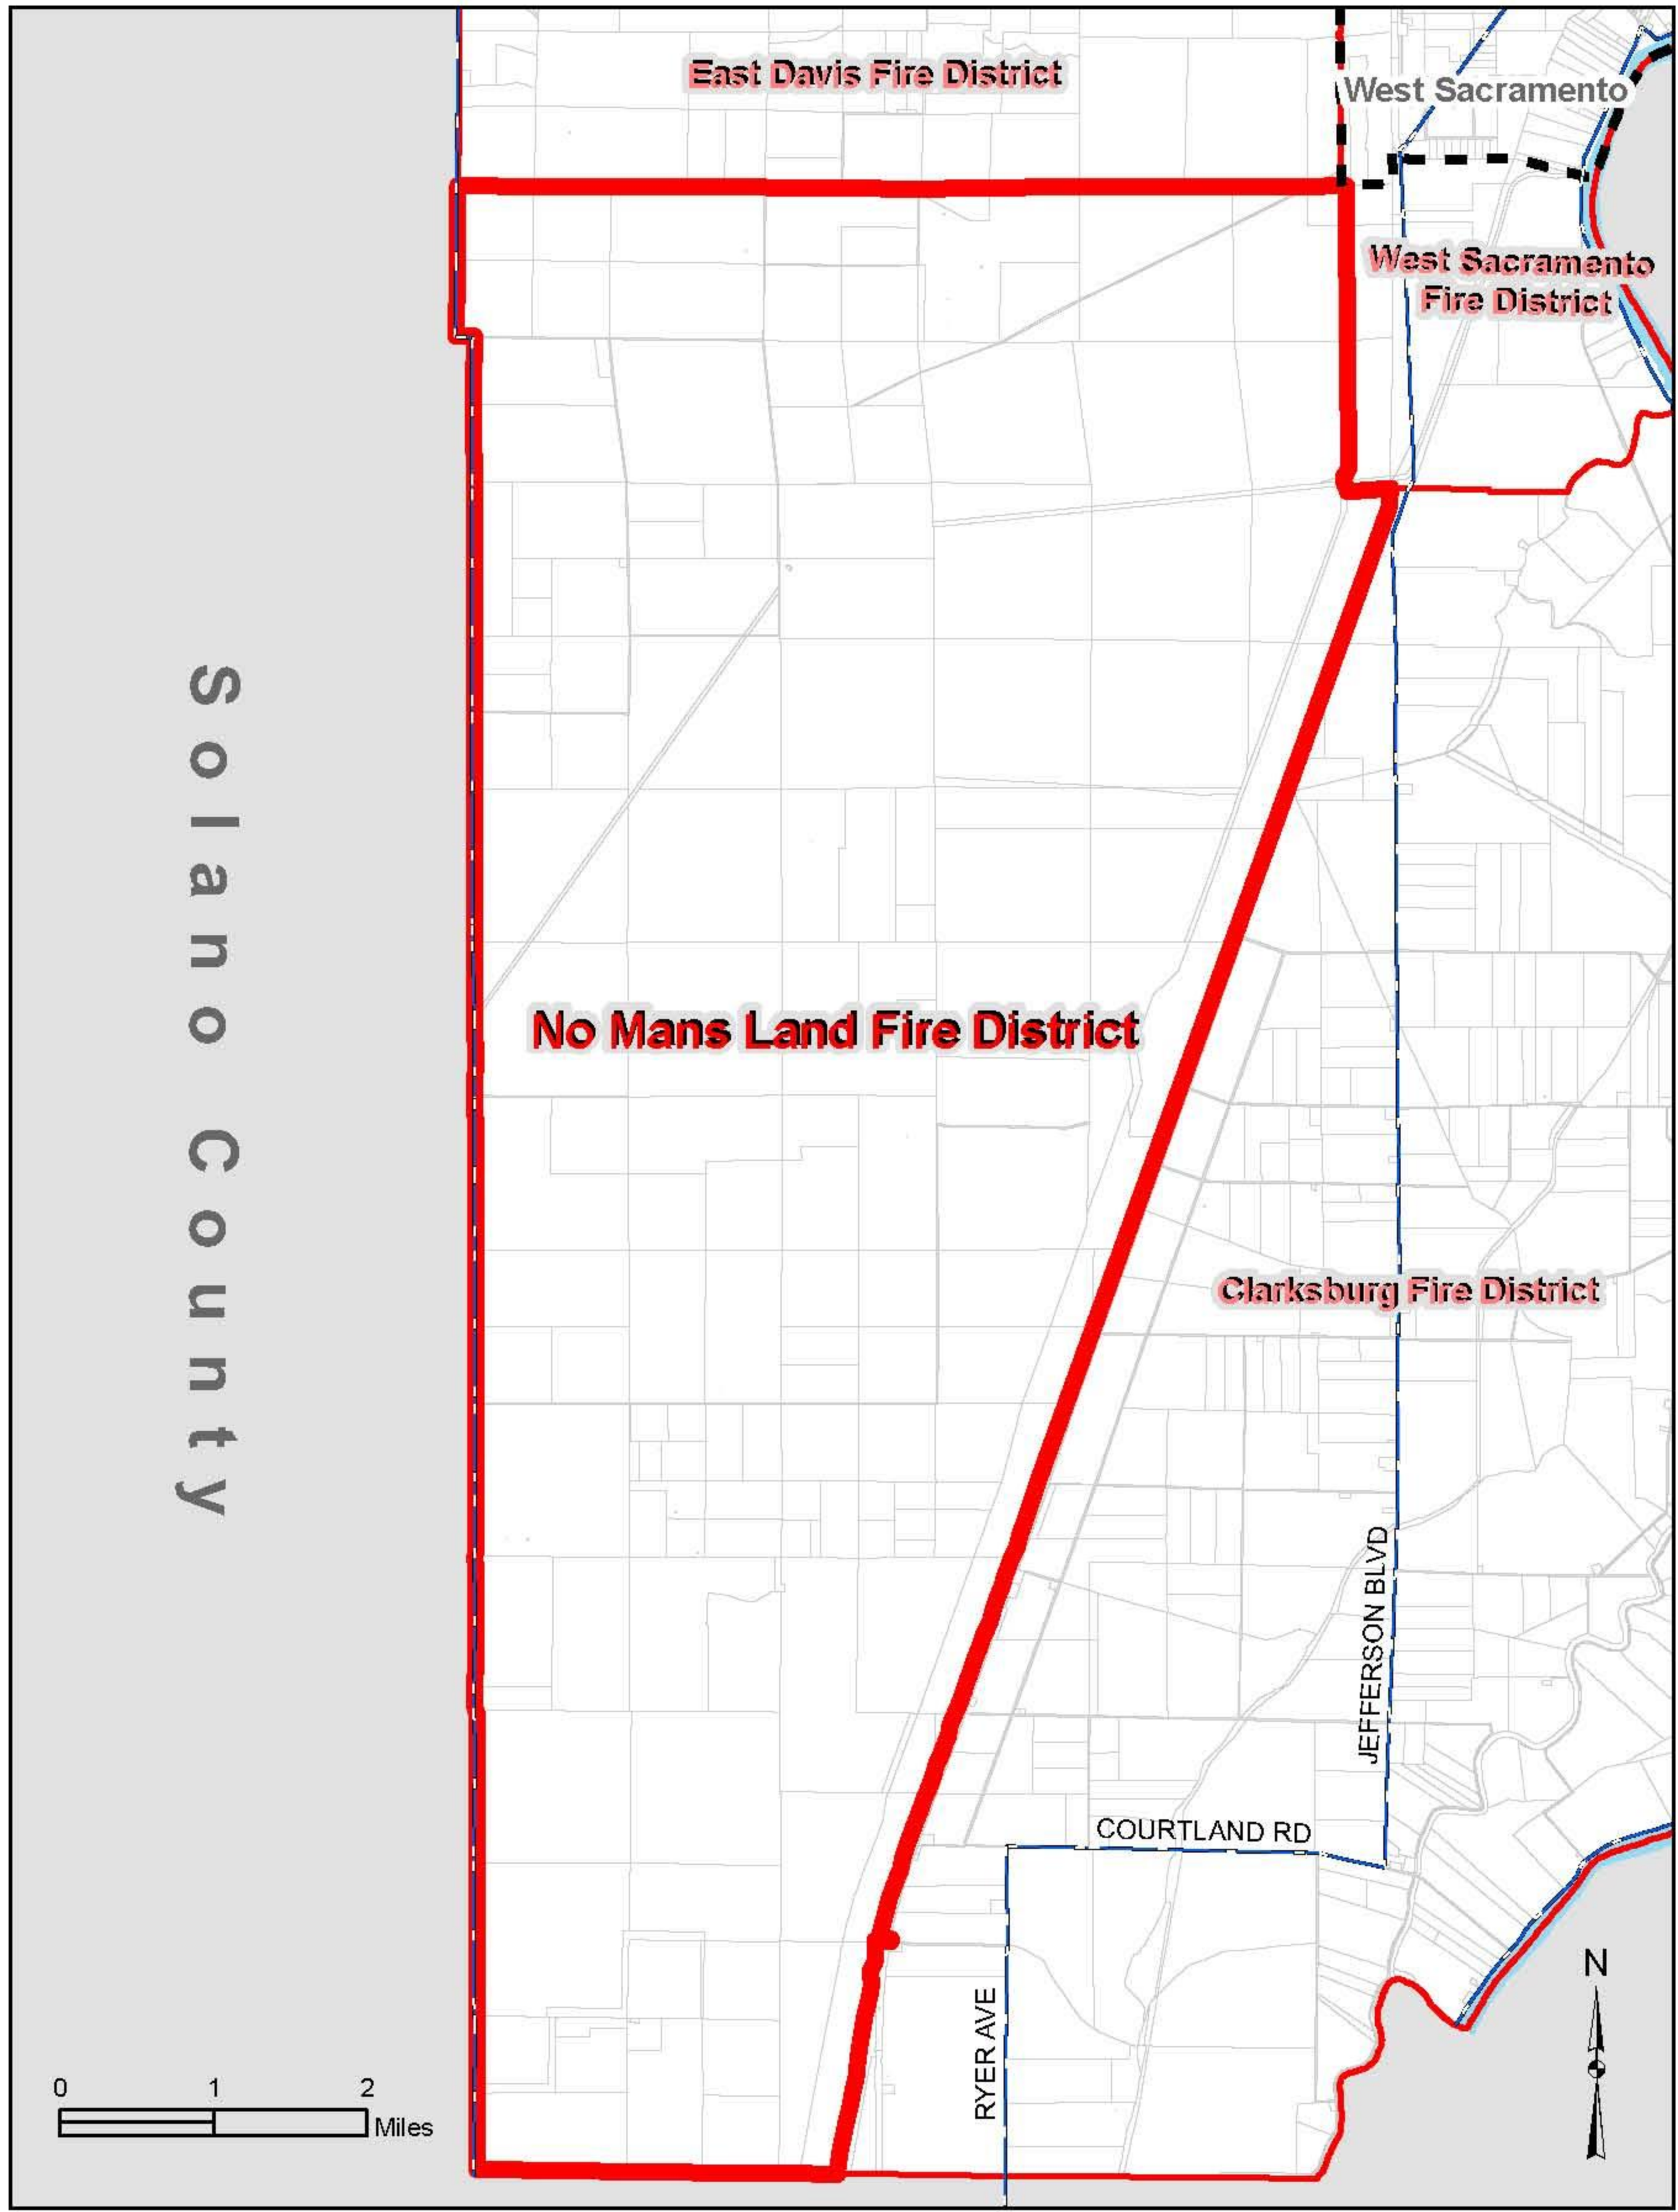 East Davis Fire District
West Sacramento
West Sacramento
Fire District
Solano County
No Mans Land Fire District
Clarksburg Fire District
JEFFERSON BLVD
COURTLAND RD
RYER AVE
N
0 1 2
Miles